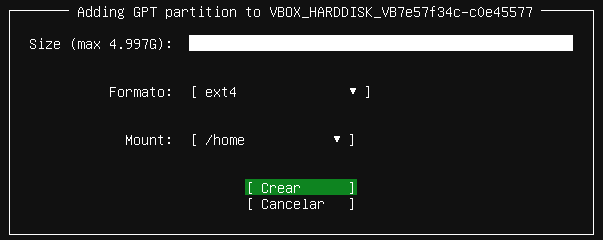 Adding GPT partition to VBOX_HARDDISK_VB7e57f34c-c0e45577
Size (max 4.997G):
Formato: [ ext4 ▼ ]
Mount: [ /home ▼ ]
[ Crear ]
[ Cancelar ]